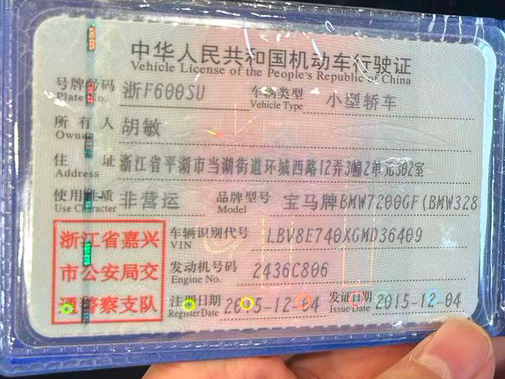 中华人民共和国机动车行驶证
Vehicle License of the People's Republic of China
号牌号码 浙F600SU 车辆类型 小型轿车
Plate No. Vehicle Type
所有人 胡敏
Owner
住址 浙江省平湖市当湖街道环城西路12弄3幢2单元302室
Address
使用性质 非营运 品牌型号 宝马牌BMW7200GF(BMW328
Use Character Model
浙江省嘉兴
市公安局交
通警察支队
车辆识别代号 LBV8E740XGMD36409
VIN
发动机号码 2436C806
Engine No.
注册日期 2015-12-04 发证日期 2015-12-04
Register Date Issue Date